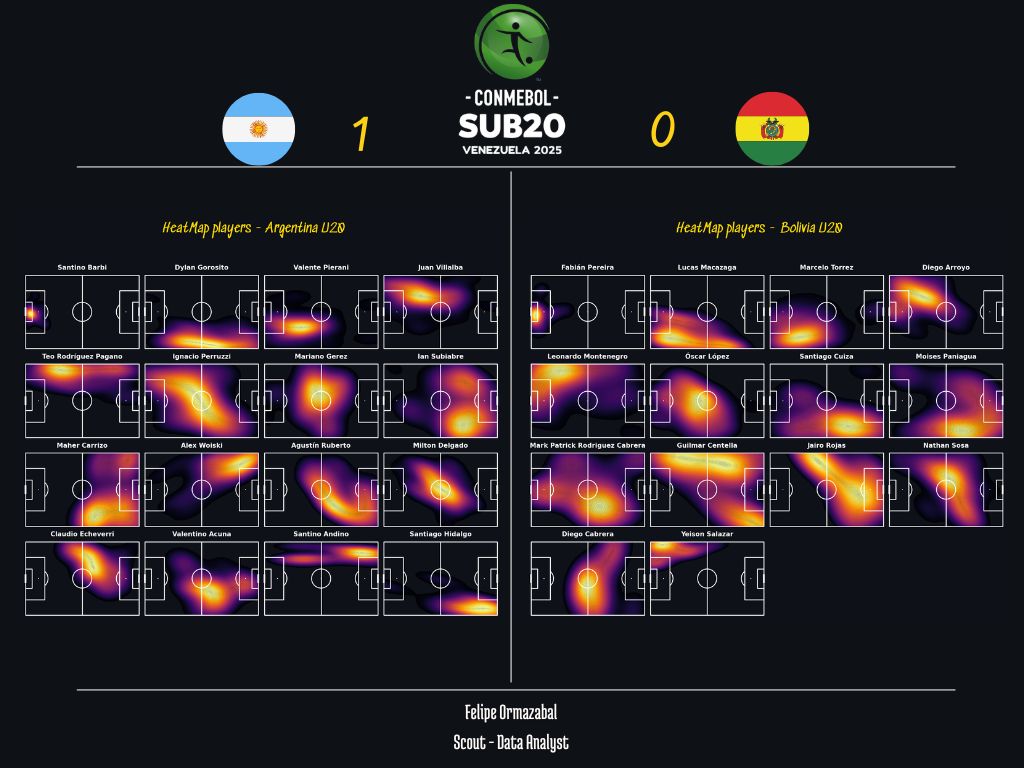 - CONMEBOL -
SUB20
VENEZUELA 2025
1
0
HeatMap players - Argentina U20
Santino Barbi
Dylan Gorosito
Valente Pierani
Juan Villalba
Teo Rodríguez Pagano
Ignacio Perruzzi
Mariano Gerez
Ian Subiabre
Maher Carrizo
Alex Woiski
Agustín Ruberto
Milton Delgado
Claudio Echeverri
Valentino Acuna
Santino Andino
Santiago Hidalgo
HeatMap players - Bolivia U20
Fabián Pereira
Lucas Macazaga
Marcelo Torrez
Diego Arroyo
Leonardo Montenegro
Óscar López
Santiago Cuiza
Moises Paniagua
Mark Patrick Rodriguez Cabrera
Guilmar Centella
Jairo Rojas
Nathan Sosa
Diego Cabrera
Yeison Salazar
Felipe Ormazabal
Scout - Data Analyst